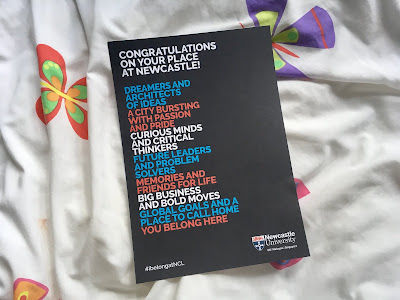 CONGRATULATIONS
ON YOUR PLACE
AT NEWCASTLE!
DREAMERS AND
ARCHITECTS
OF IDEAS
A CITY BURSTING
WITH PASSION
AND PRIDE
CURIOUS MINDS
AND CRITICAL
THINKERS
FUTURE LEADERS
AND PROBLEM
SOLVERS
MEMORIES AND
FRIENDS FOR LIFE
BIG BUSINESS
AND BOLD MOVES
GLOBAL GOALS AND A
PLACE TO CALL HOME
YOU BELONG HERE
#ibelongatNCL
Newcastle
University